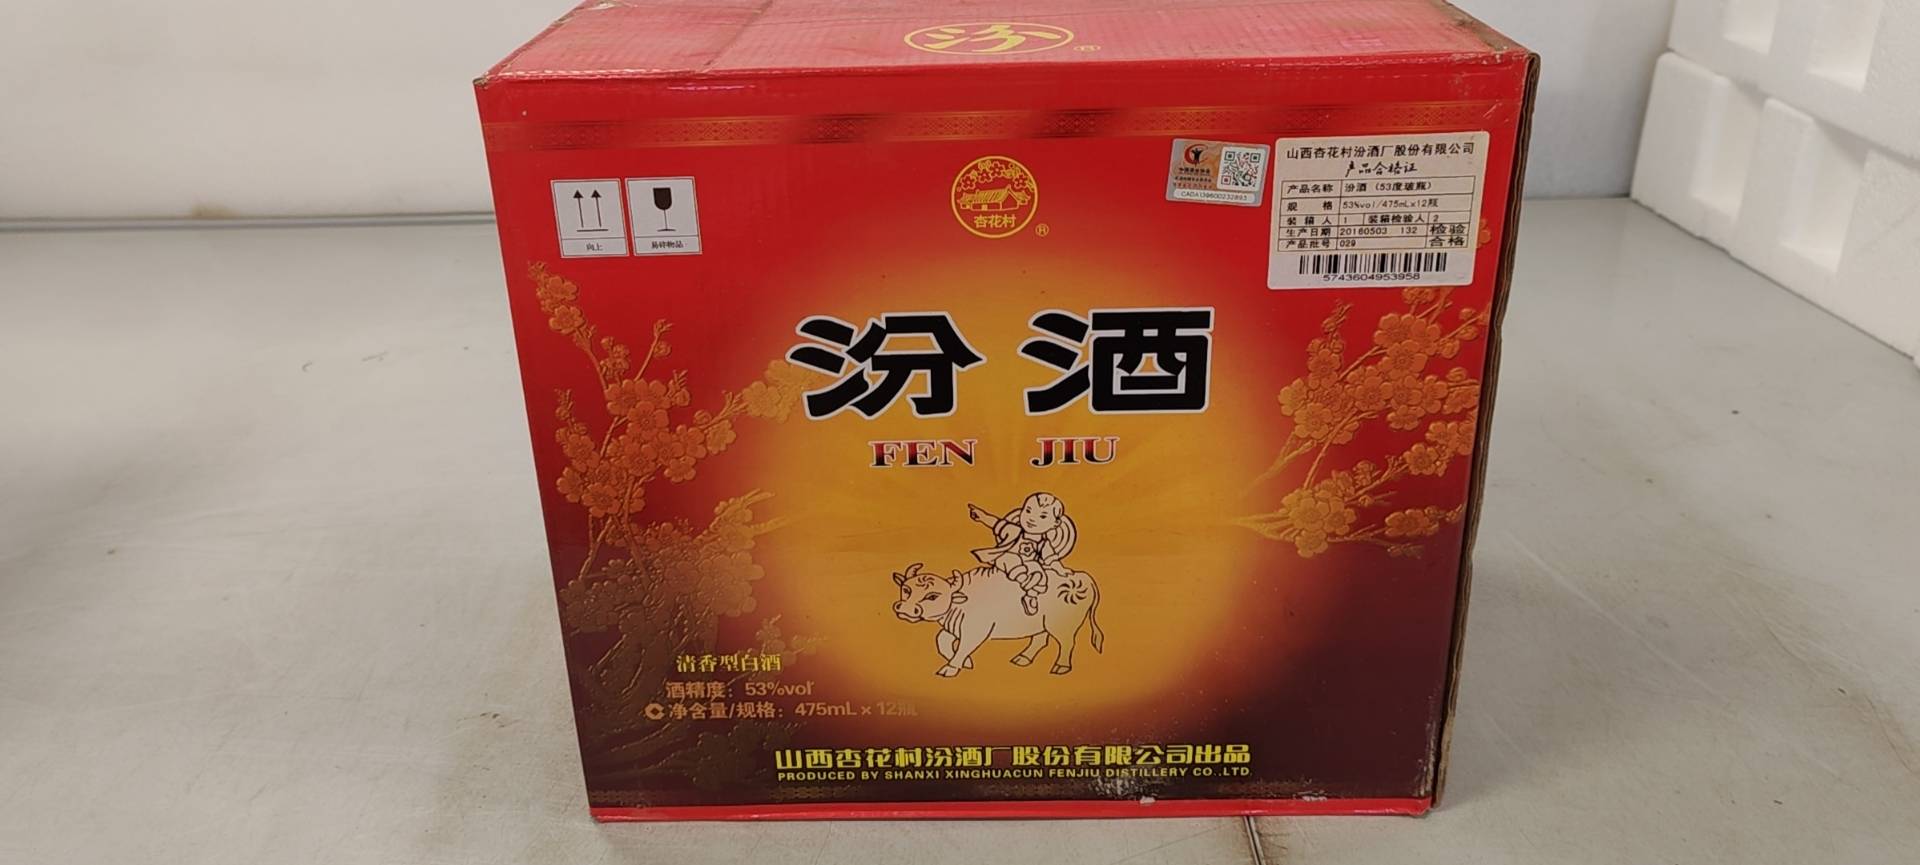 汾
®
杏花村
®
向上
易碎物品
CADA139600232893
山西杏花村汾酒厂股份有限公司
产品合格证
产品名称 汾酒 (53度玻瓶)
规 格 53%vol/475mL×12瓶
装箱人 1 装箱检验人 2
生产日期 20160503 132 检验
产品批号 029 合格
5743604953958
汾酒
FEN JIU
清香型白酒
酒精度：53%vol
净含量/规格：475mL×12瓶
山西杏花村汾酒厂股份有限公司出品
PRODUCED BY SHANXI XINGHUACUN FENJIU DISTILLERY CO.,LTD.